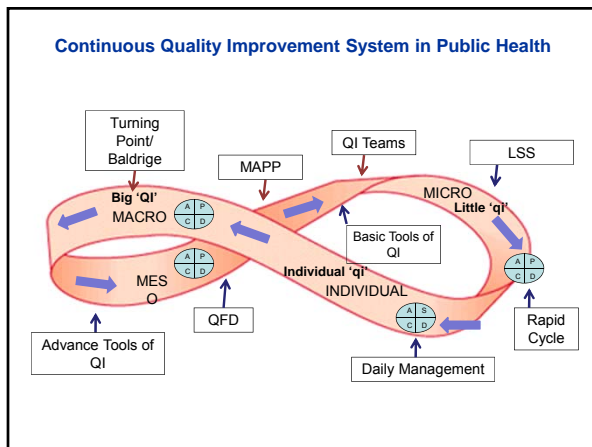 Continuous Quality Improvement System in Public Health
Turning
Point/
Baldrige
MAPP
QI Teams
LSS
Big ‘QI’
MACRO
A P
C D
MICRO
Little ‘qi’
Basic Tools of
QI
A P
C D
MES
O
Individual ‘qi’
INDIVIDUAL
A P
C D
QFD
A S
C D
Advance Tools of
QI
Daily Management
Rapid
Cycle